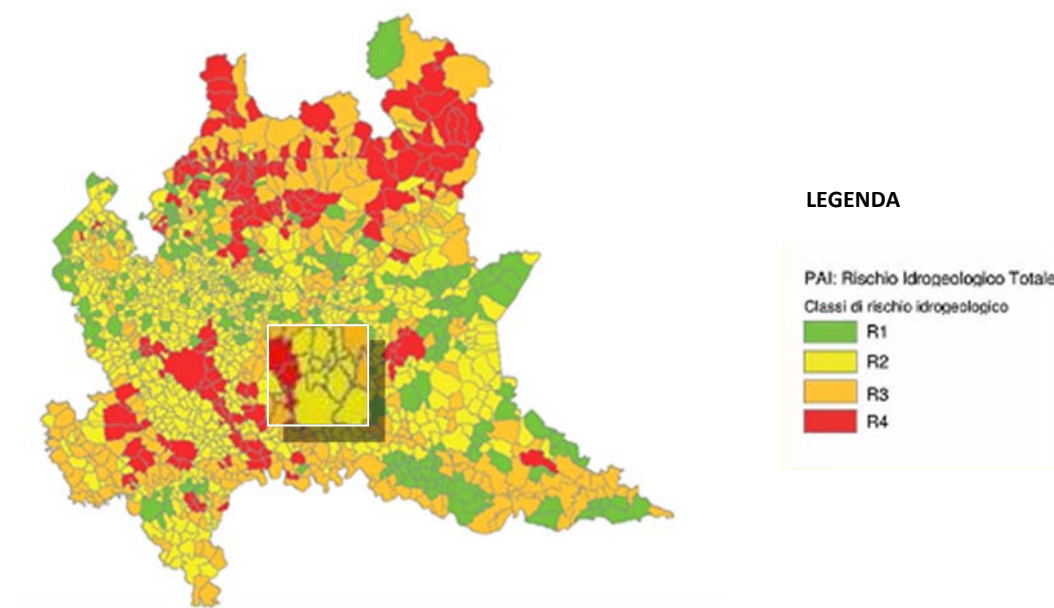 LEGENDA
PAI: Rischio Idrogeologico Totale
Classi di rischio idrogeologico
R1
R2
R3
R4